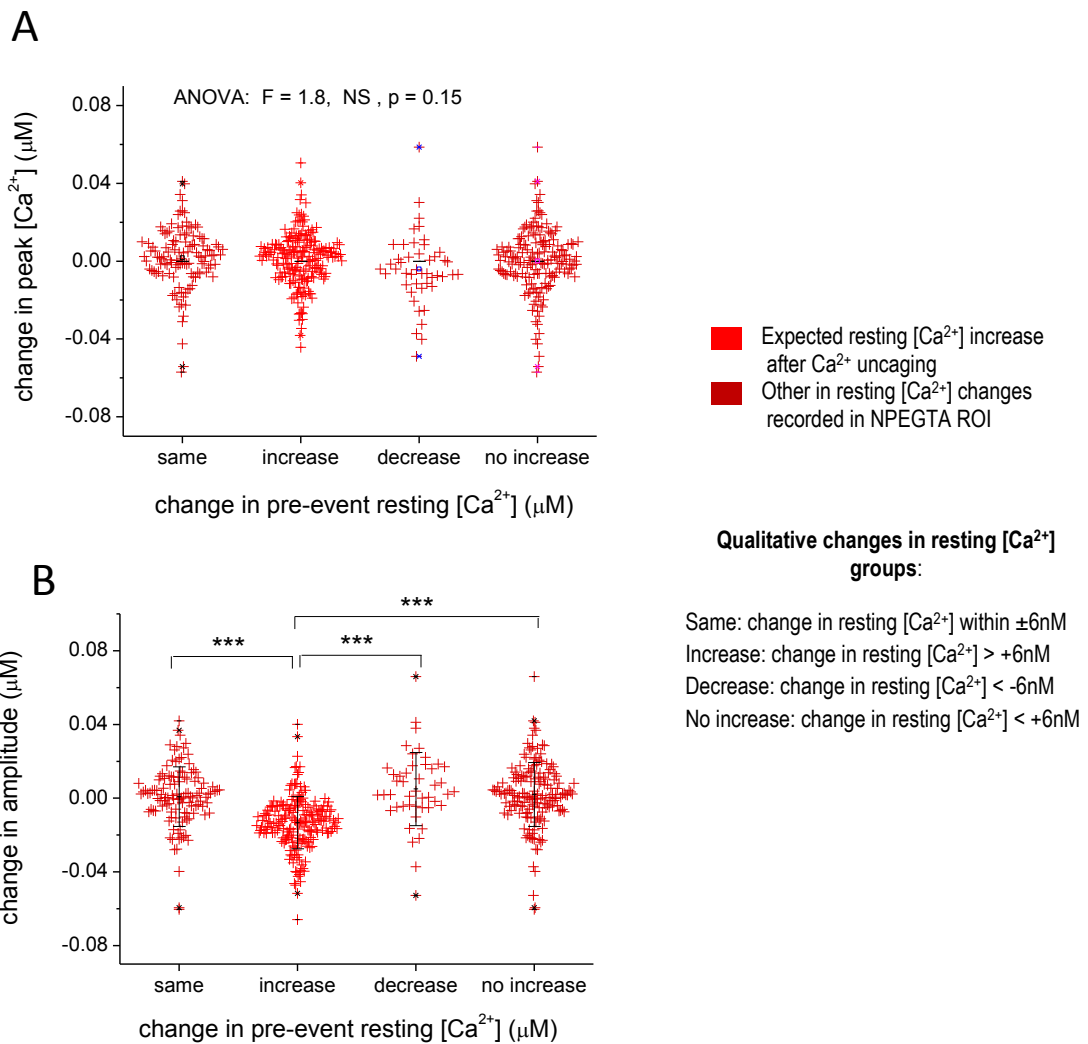 A
ANOVA: F = 1.8, NS , p = 0.15
change in peak [Ca²⁺] (μM)
0.08
0.04
0.00
-0.04
-0.08
same increase decrease no increase
change in pre-event resting [Ca²⁺] (μM)
Expected resting [Ca²⁺] increase
after Ca²⁺ uncaging
Other in resting [Ca²⁺] changes
recorded in NPEGTA ROI
Qualitative changes in resting [Ca²⁺]
groups:
Same: change in resting [Ca²⁺] within ±6nM
Increase: change in resting [Ca²⁺] > +6nM
Decrease: change in resting [Ca²⁺] < -6nM
No increase: change in resting [Ca²⁺] < +6nM
B
***
*** ***
change in amplitude (μM)
0.08
0.04
0.00
-0.04
-0.08
same increase decrease no increase
change in pre-event resting [Ca²⁺] (μM)